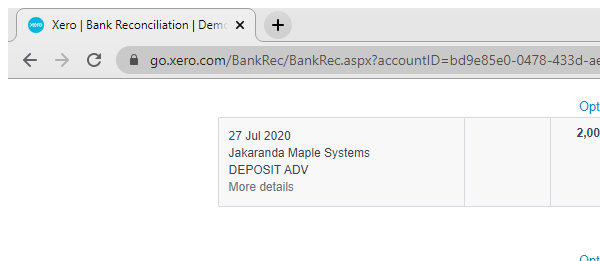 xero Xero | Bank Reconciliation | Demo
go.xero.com/BankRec/BankRec.aspx?accountID=bd9e85e0-0478-433d-ae
Opt
27 Jul 2020
2,00
Jakaranda Maple Systems
DEPOSIT ADV
More details
Opt